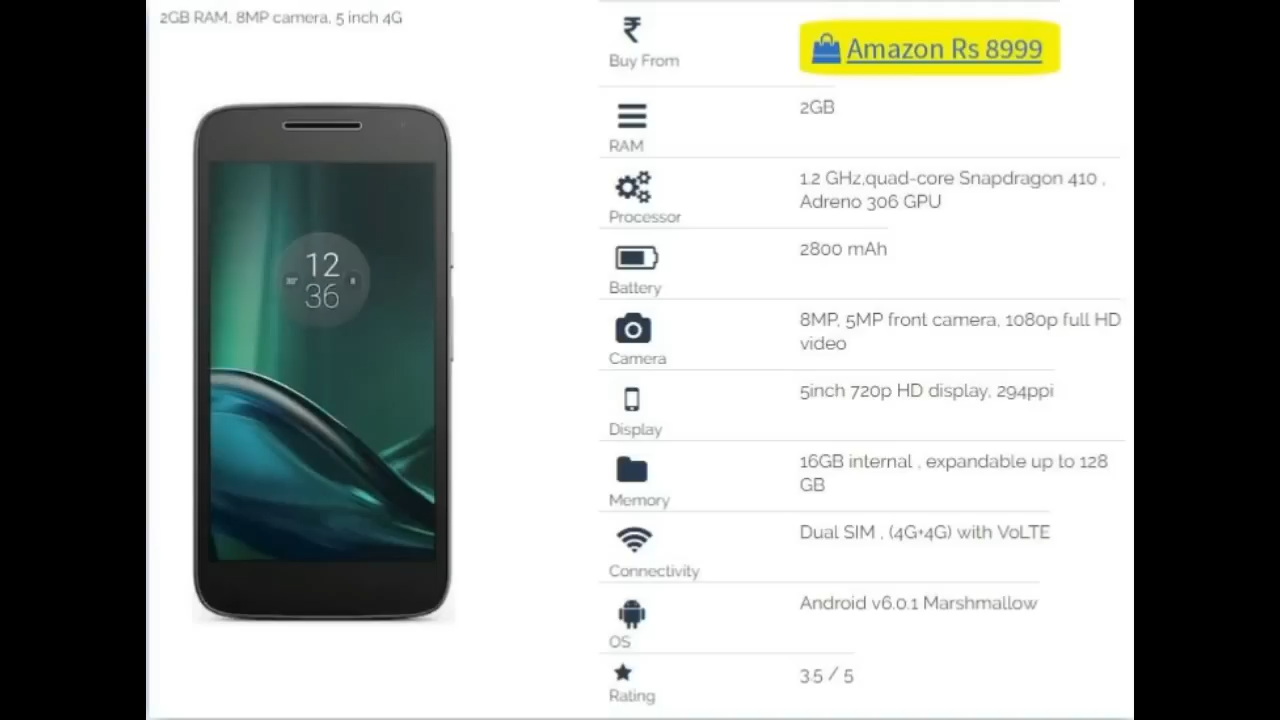 2GB RAM, 8MP camera, 5 inch 4G
12
36
₹
Buy From
Amazon Rs 8999
RAM
2GB
Processor
1.2 GHz,quad-core Snapdragon 410 ,
Adreno 306 GPU
Battery
2800 mAh
Camera
8MP, 5MP front camera, 1080p full HD
video
Display
5inch 720p HD display, 294ppi
Memory
16GB internal , expandable up to 128
GB
Connectivity
Dual SIM , (4G+4G) with VoLTE
OS
Android v6.0.1 Marshmallow
Rating
3.5 / 5